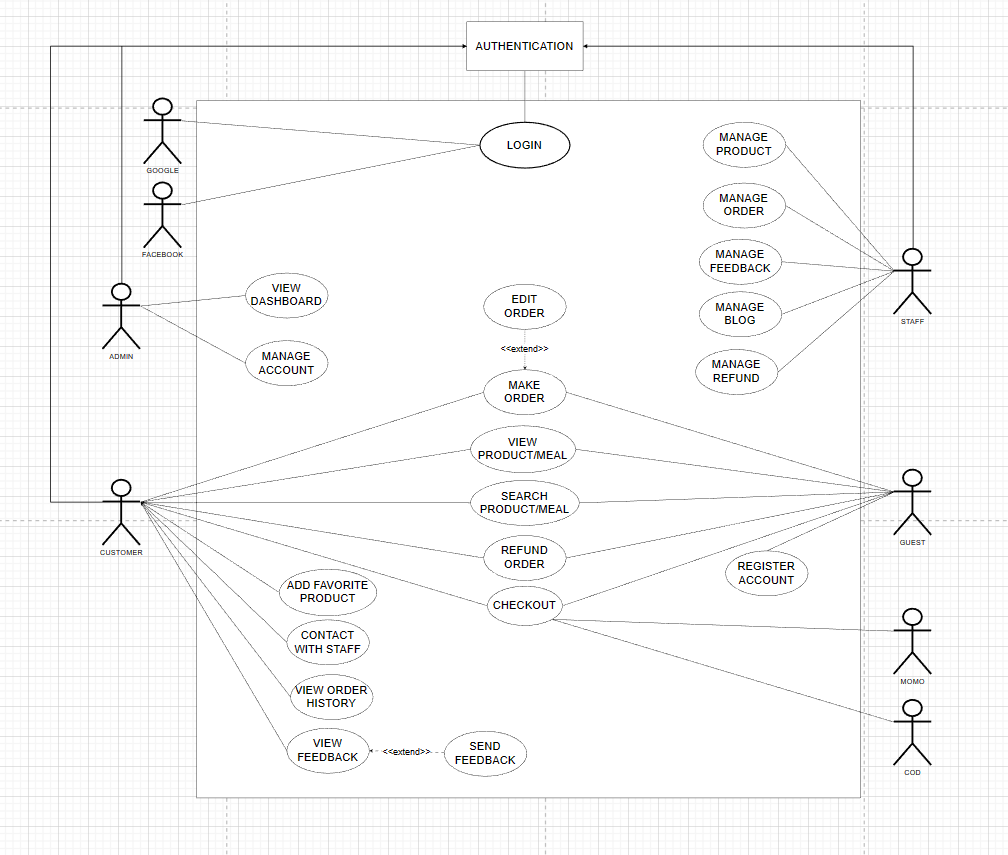 AUTHENTICATION
LOGIN
GOOGLE
FACEBOOK
ADMIN
VIEW
DASHBOARD
MANAGE
ACCOUNT
MANAGE
PRODUCT
MANAGE
ORDER
MANAGE
FEEDBACK
MANAGE
BLOG
MANAGE
REFUND
STAFF
EDIT
ORDER
<<extend>>
MAKE
ORDER
VIEW
PRODUCT/MEAL
SEARCH
PRODUCT/MEAL
REFUND
ORDER
CHECKOUT
CUSTOMER
GUEST
REGISTER
ACCOUNT
ADD FAVORITE
PRODUCT
CONTACT
WITH STAFF
VIEW ORDER
HISTORY
VIEW
FEEDBACK
<<extend>>
SEND
FEEDBACK
MOMO
COD